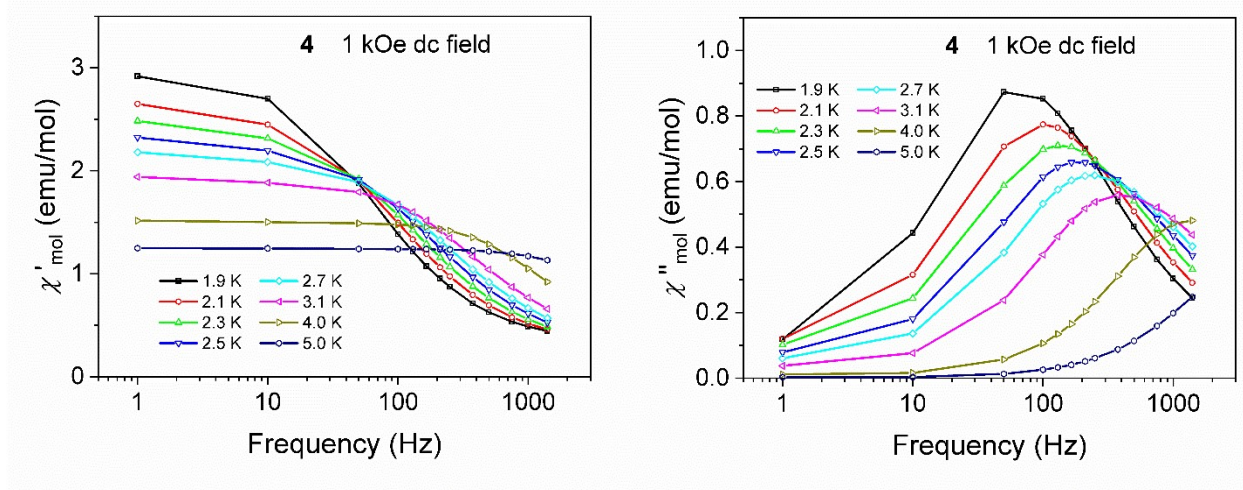 4 1 kOe dc field
3
2
1
0
χ'mol (emu/mol)
1.9 K 2.7 K
2.1 K 3.1 K
2.3 K 4.0 K
2.5 K 5.0 K
1 10 100 1000
Frequency (Hz)
4 1 kOe dc field
1.0
0.8
0.6
0.4
0.2
0.0
χ"mol (emu/mol)
1.9 K 2.7 K
2.1 K 3.1 K
2.3 K 4.0 K
2.5 K 5.0 K
1 10 100 1000
Frequency (Hz)